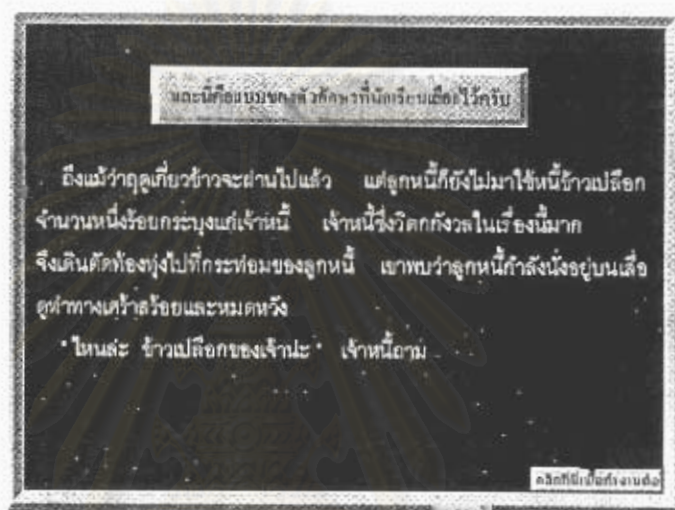 และนี่คือแบบของตัวอักษรที่นักเรียนเลือกไว้ครับ
ถึงแม้ว่าฤดูเกี่ยวข้าวจะผ่านไปแล้ว แต่ลูกหนี้ก็ยังไม่มาใช้หนี้ข้าวเปลือก
จำนวนหนึ่งร้อยกระบุงแก่เจ้าหนี้ เจ้าหนี้ซึ่งวิตกกังวลในเรื่องนี้มาก
จึงเดินตัดท้องทุ่งไปที่กระท่อมของลูกหนี้ เขาพบว่าลูกหนี้กำลังนั่งอยู่บนเสื่อ
ดูท่าทางเศร้าสร้อยและหมดหวัง
"ไหนล่ะ ข้าวเปลือกของเจ้าน่ะ" เจ้าหนี้ถาม
คลิกที่นี่เพื่อทำงานต่อ